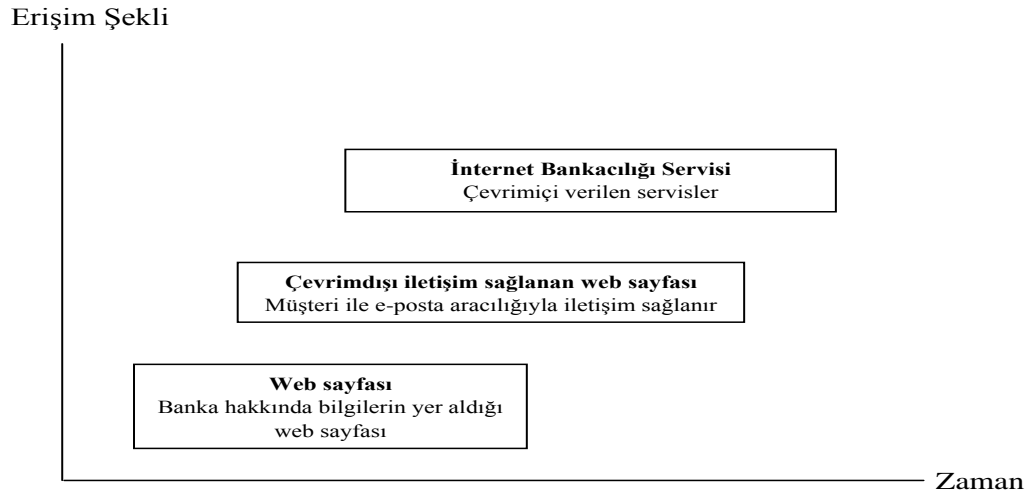 Erişim Şekli
İnternet Bankacılığı Servisi
Çevrimiçi verilen servisler
Çevrimdışı iletişim sağlanan web sayfası
Müşteri ile e-posta aracılığıyla iletişim sağlanır
Web sayfası
Banka hakkında bilgilerin yer aldığı
web sayfası
Zaman